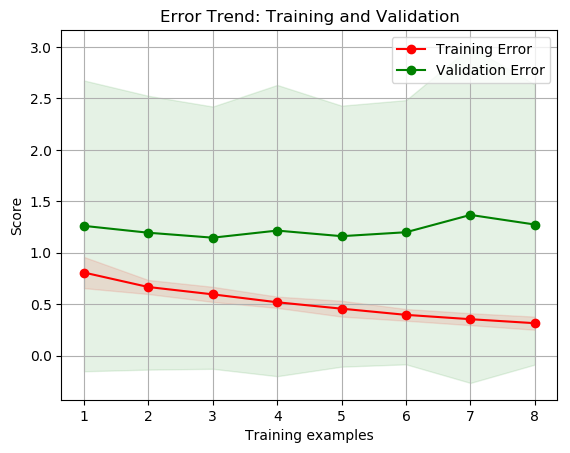 Error Trend: Training and Validation
Training Error
Validation Error
3.0
2.5
2.0
1.5
1.0
0.5
0.0
Score
1 2 3 4 5 6 7 8
Training examples